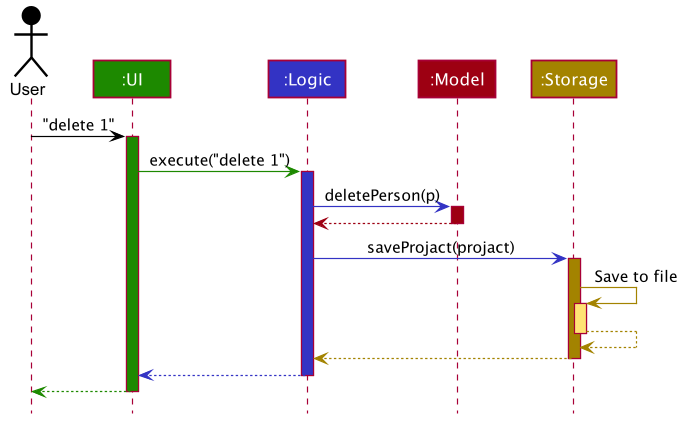 User
:UI
:Logic
:Model
:Storage
"delete 1"
execute("delete 1")
deletePerson(p)
saveProjact(projact)
Save to file